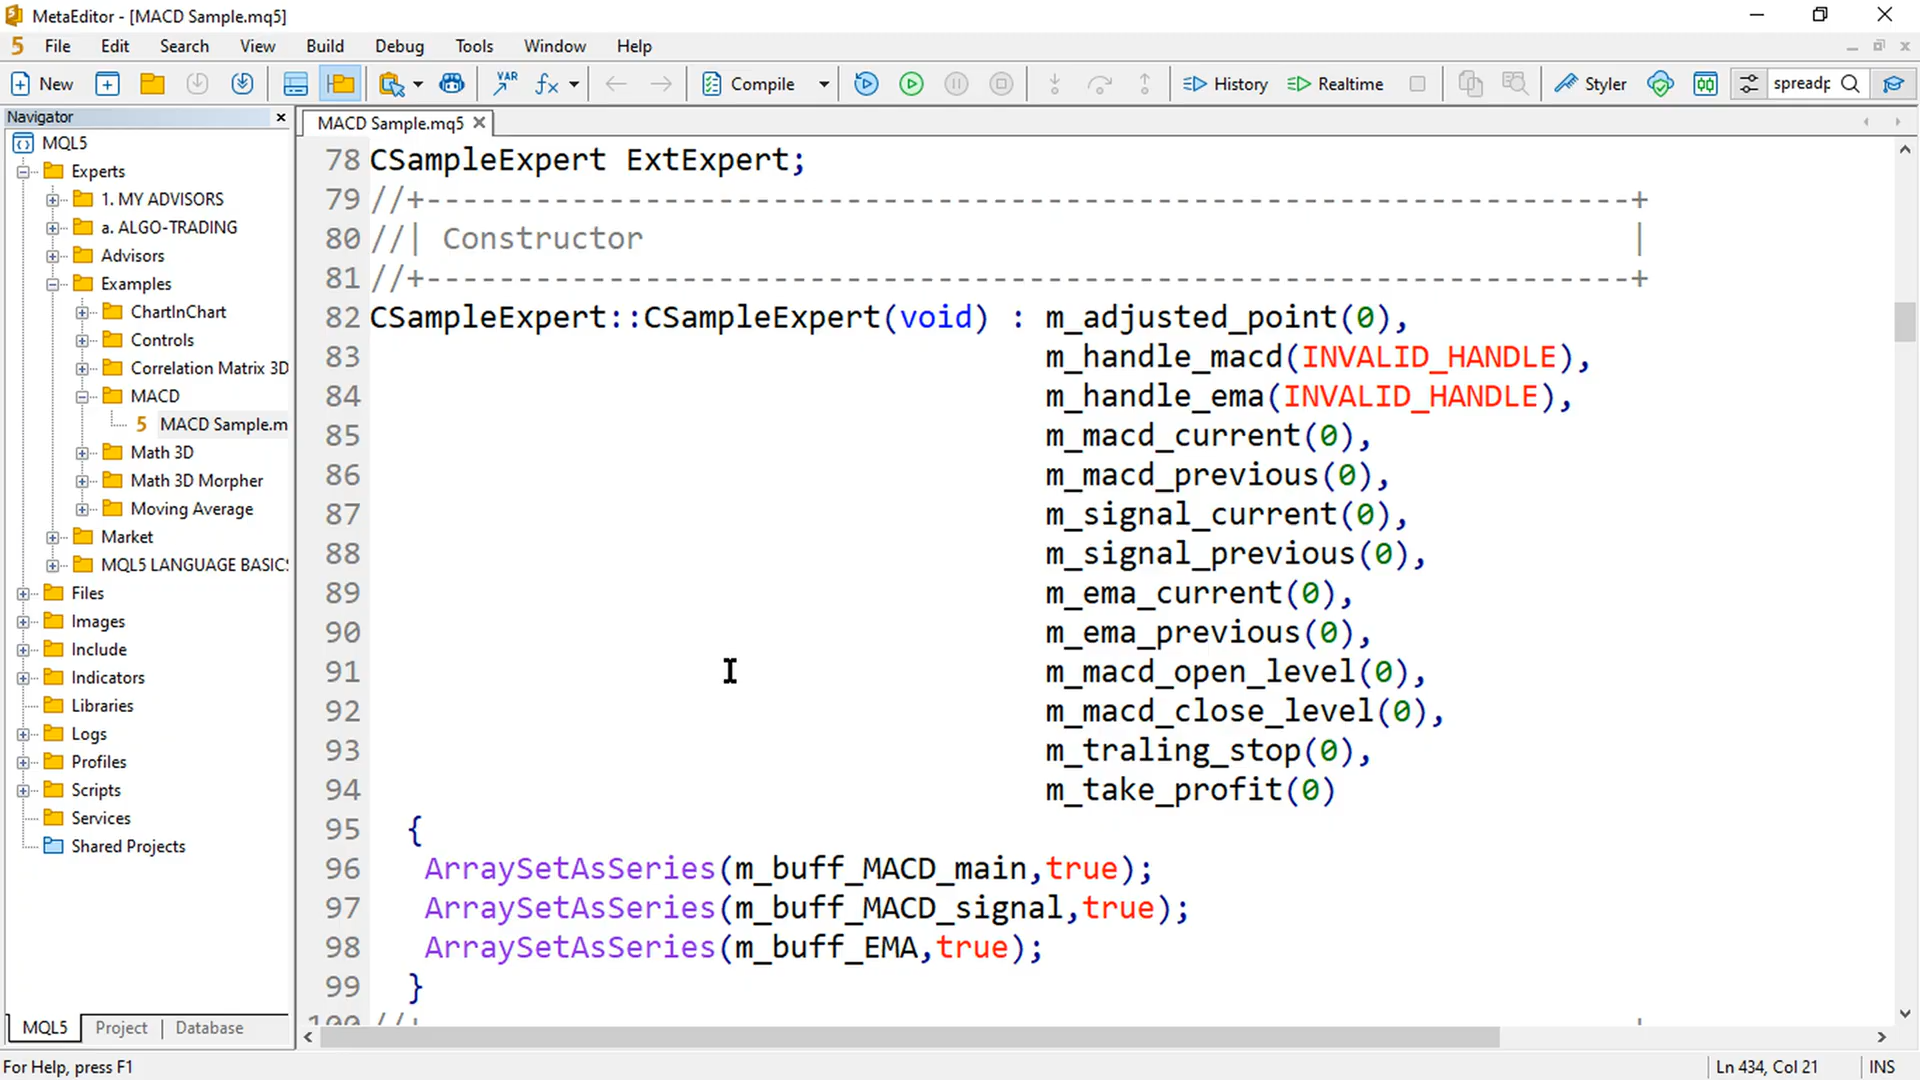 MetaEditor - [MACD Sample.mq5]
5 File Edit Search View Build Debug Tools Window Help
New VAR fx Compile History Realtime Styler spreadp
Navigator
MACD Sample.mq5
MQL5
Experts
1. MY ADVISORS
a. ALGO-TRADING
Advisors
Examples
ChartInChart
Controls
Correlation Matrix 3D
MACD
5 MACD Sample.m
Math 3D
Math 3D Morpher
Moving Average
Market
MQL5 LANGUAGE BASICS
Files
Images
Include
Indicators
Libraries
Logs
Profiles
Scripts
Services
Shared Projects
MQL5 Project Database
78 CSampleExpert ExtExpert;
79 //+------------------------------------------------------------------+
80 //| Constructor |
81 //+------------------------------------------------------------------+
82 CSampleExpert::CSampleExpert(void) : m_adjusted_point(0),
83 m_handle_macd(INVALID_HANDLE),
84 m_handle_ema(INVALID_HANDLE),
85 m_macd_current(0),
86 m_macd_previous(0),
87 m_signal_current(0),
88 m_signal_previous(0),
89 m_ema_current(0),
90 m_ema_previous(0),
91 m_macd_open_level(0),
92 m_macd_close_level(0),
93 m_traling_stop(0),
94 m_take_profit(0)
95 {
96 ArraySetAsSeries(m_buff_MACD_main,true);
97 ArraySetAsSeries(m_buff_MACD_signal,true);
98 ArraySetAsSeries(m_buff_EMA,true);
99 }
For Help, press F1
Ln 434, Col 21 INS